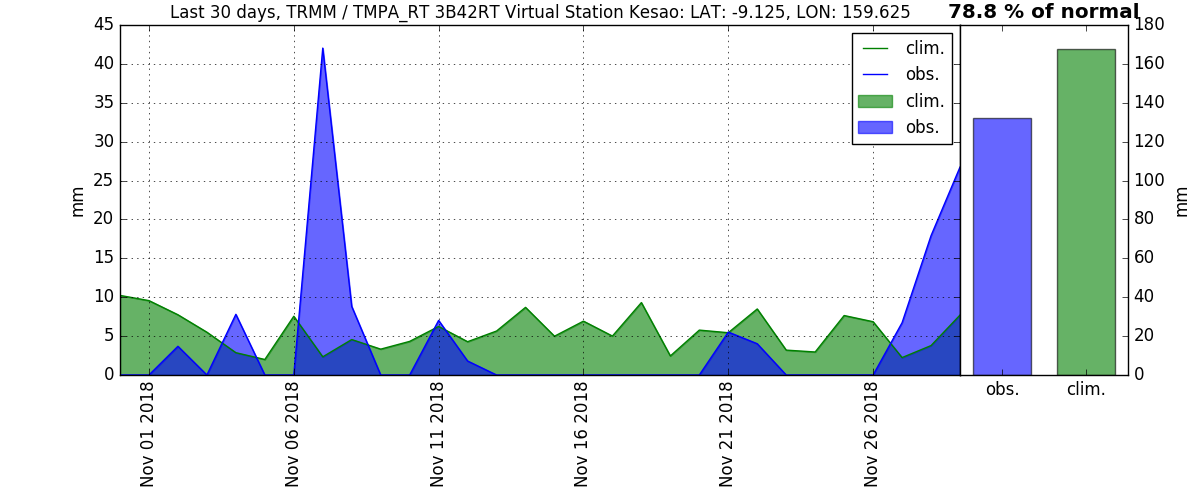 Last 30 days, TRMM / TMPA_RT 3B42RT Virtual Station Kesao: LAT: -9.125, LON: 159.625
78.8 % of normal
45
40
35
30
25
20
15
10
5
0
mm
clim.
obs.
clim.
obs.
Nov 01 2018
Nov 06 2018
Nov 11 2018
Nov 16 2018
Nov 21 2018
Nov 26 2018
180
160
140
120
100
80
60
40
20
0
mm
obs.
clim.